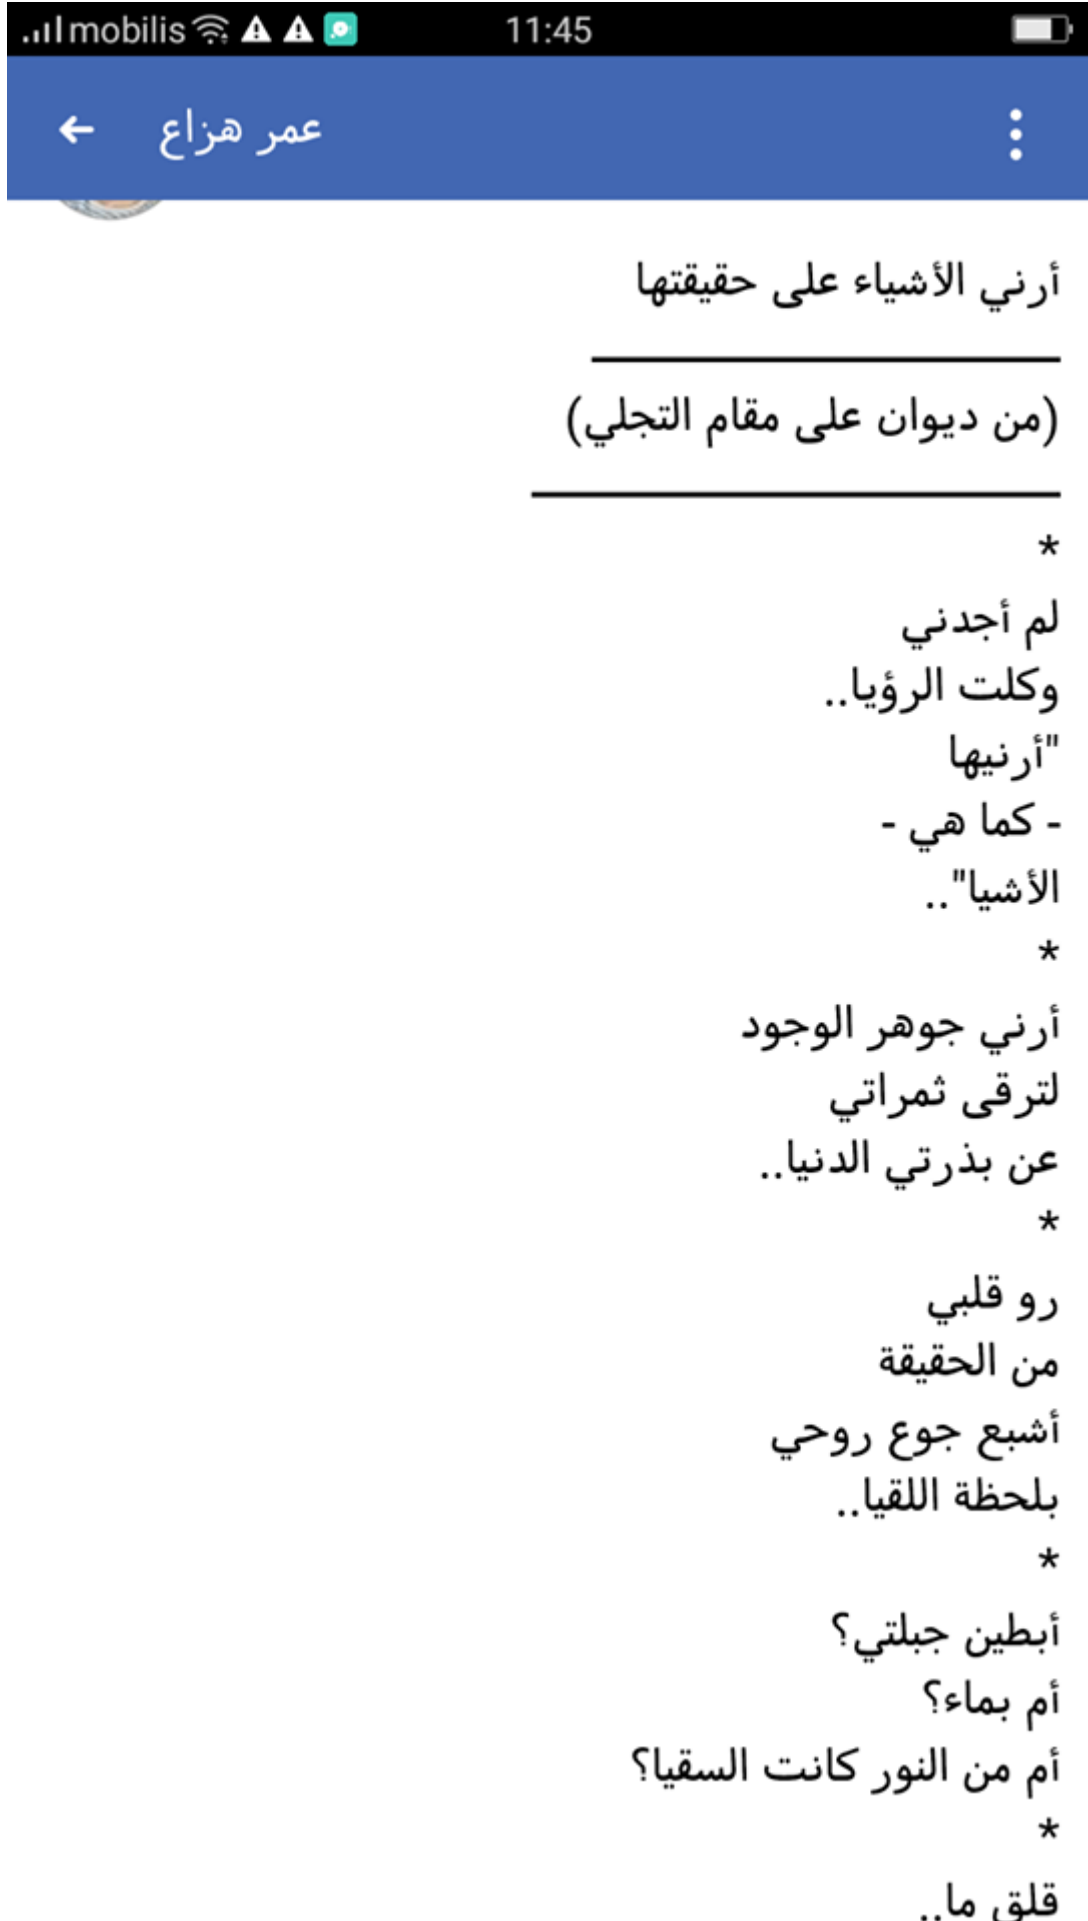 mobilis 11:45
عمر هزاع
أرني الأشياء على حقيقتها
(من ديوان على مقام التجلي)
*
لم أجدني
وكلت الرؤيا..
"أرنيها
- كما هي -
الأشيا"..
*
أرني جوهر الوجود
لترقى ثمراتي
عن بذرتي الدنيا..
*
رو قلبي
من الحقيقة
أشبع جوع روحي
بلحظة اللقيا..
*
أبطين جبلتي؟
أم بماء؟
أم من النور كانت السقيا؟
*
قلق ما..